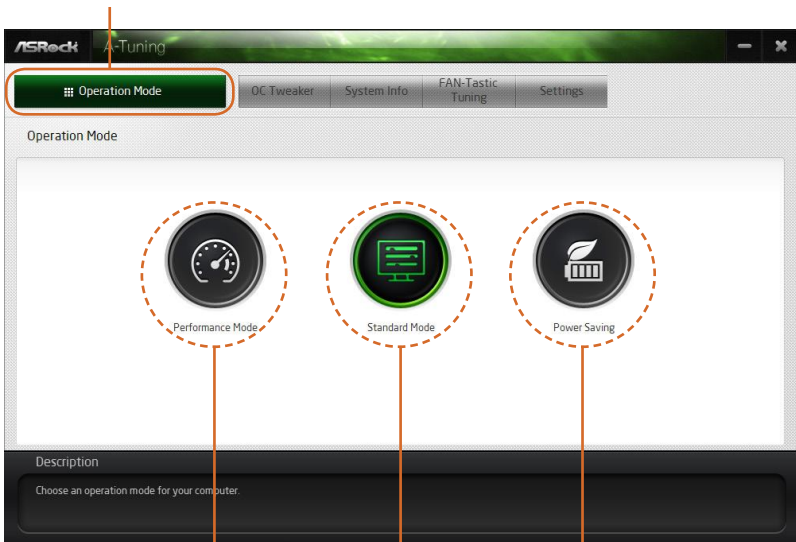 ASRock A-Tuning
Operation Mode OC Tweaker System Info FAN-Tastic Tuning Settings
Operation Mode
Performance Mode Standard Mode Power Saving
Description
Choose an operation mode for your computer.